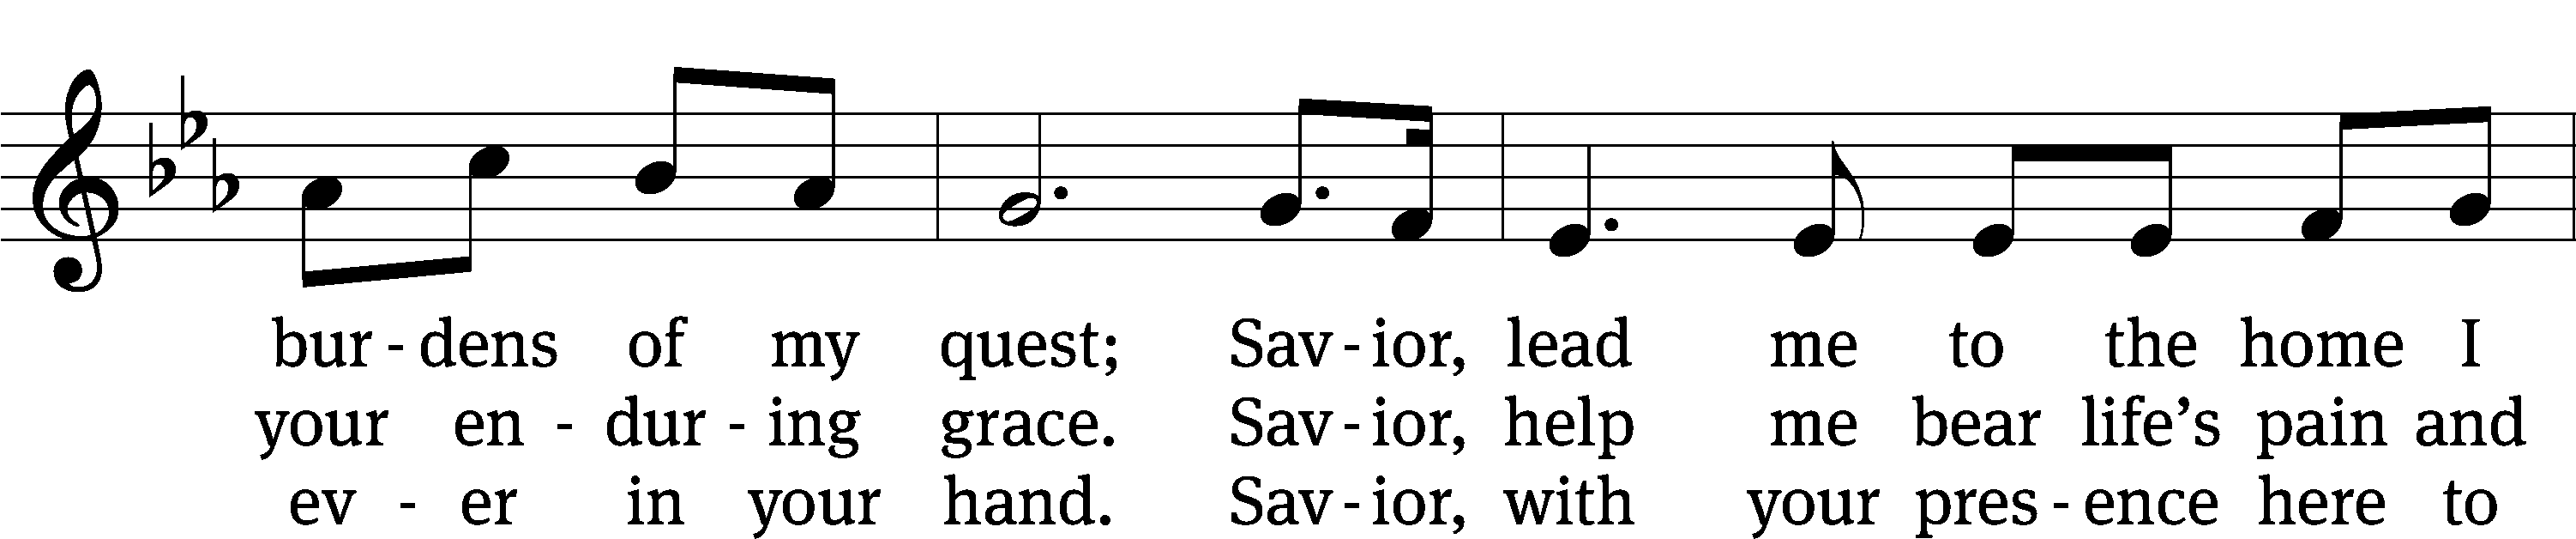 bur - dens of my quest; Sav - ior, lead me to the home I
your en - dur - ing grace. Sav - ior, help me bear life's pain and
ev - er in your hand. Sav - ior, with your pres - ence here to